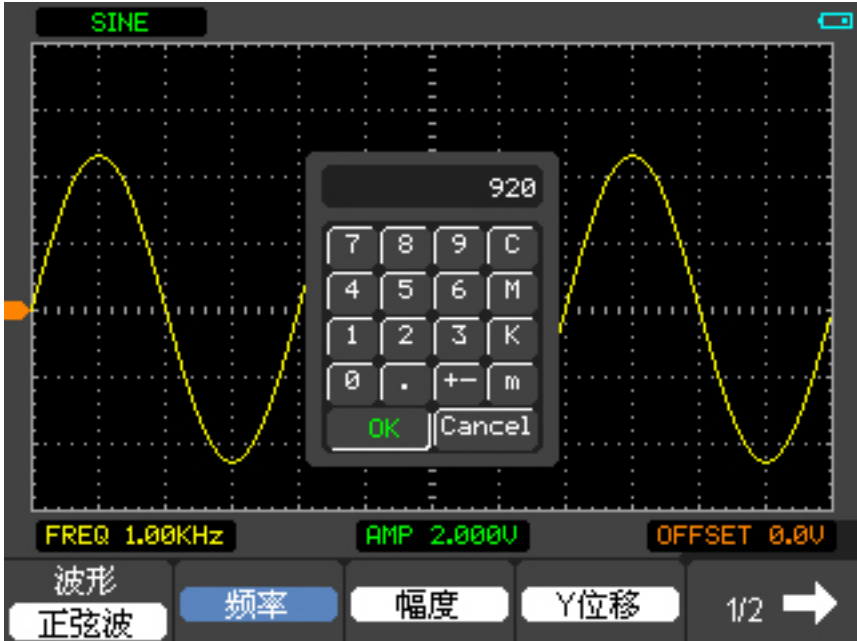 SINE
920
7 8 9 C
4 5 6 M
1 2 3 K
0 . +- m
OK Cancel
FREQ 1.00KHz AMP 2.000V OFFSET 0.0V
波形
正弦波 频率 幅度 Y位移 1/2